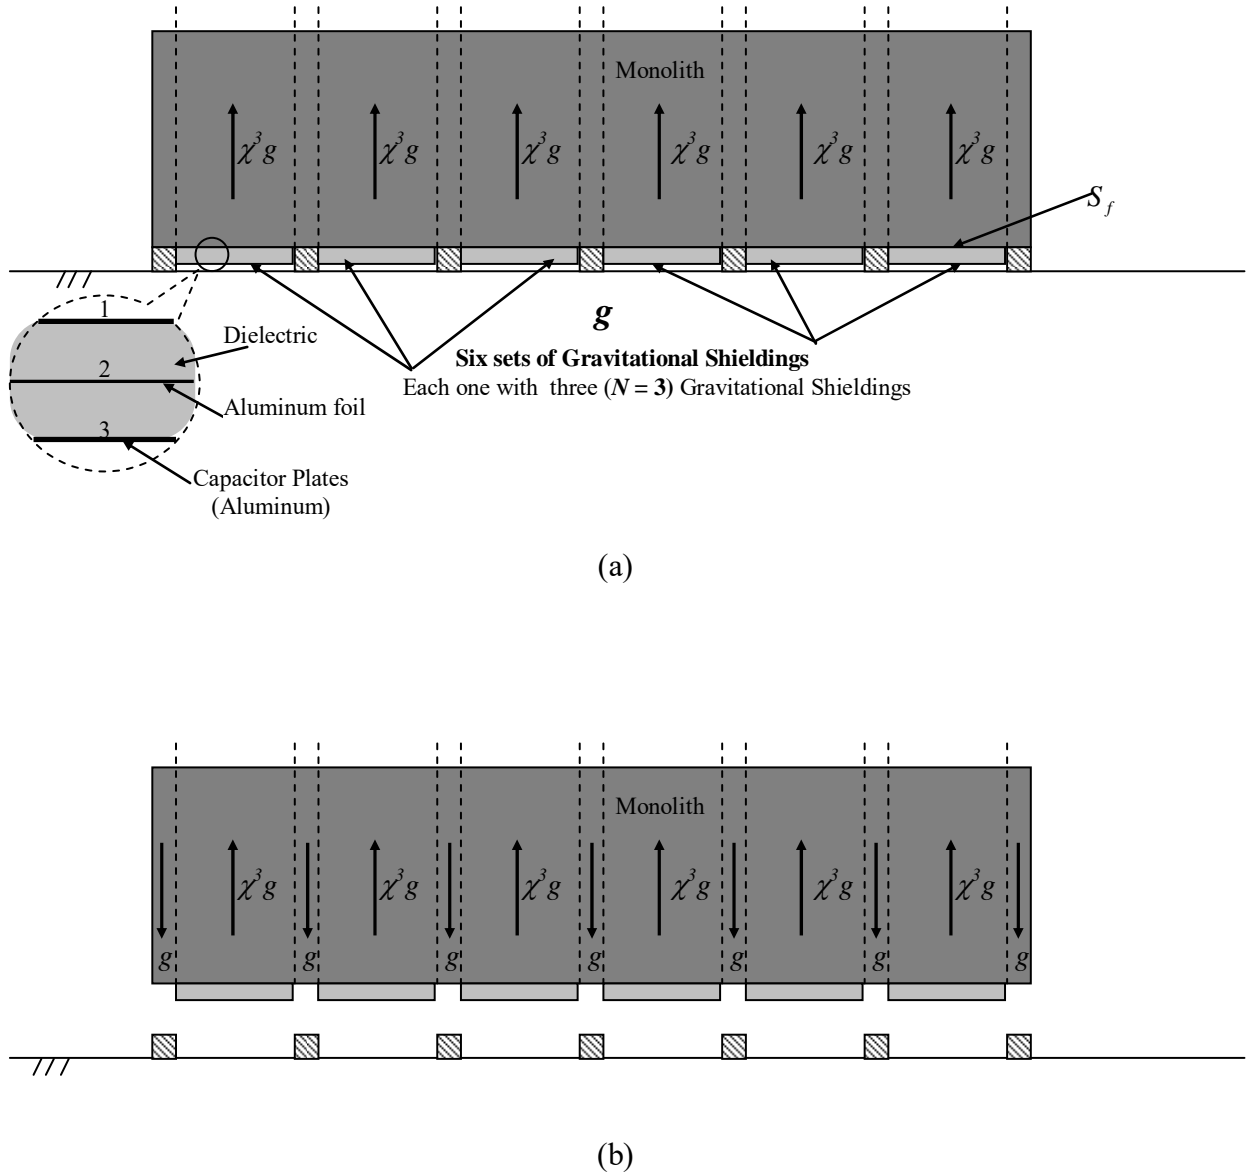 Monolith
χ³g χ³g χ³g χ³g χ³g χ³g
S_f
1
Dielectric
2
Aluminum foil
3
Capacitor Plates
(Aluminum)
g
Six sets of Gravitational Shieldings
Each one with three (N = 3) Gravitational Shieldings
(a)
Monolith
χ³g χ³g χ³g χ³g χ³g χ³g
g g g g g g g
(b)